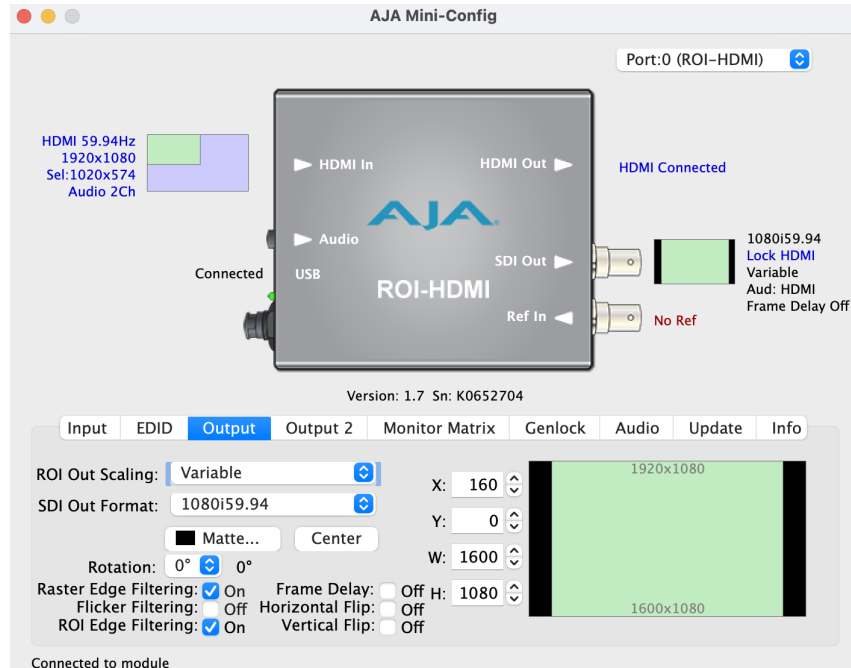 AJA Mini-Config
Port:0 (ROI-HDMI)
HDMI 59.94Hz
1920x1080
Sel:1020x574
Audio 2Ch
HDMI In
HDMI Out
HDMI Connected
AJA
Audio
Connected
USB
SDI Out
ROI-HDMI
Ref In
1080i59.94
Lock HDMI
Variable
Aud: HDMI
Frame Delay Off
No Ref
Version: 1.7 Sn: K0652704
Input EDID Output Output 2 Monitor Matrix Genlock Audio Update Info
ROI Out Scaling: Variable
SDI Out Format: 1080i59.94
Matte... Center
Rotation: 0° 0°
Raster Edge Filtering: On Frame Delay: Off
Flicker Filtering: Off Horizontal Flip: Off
ROI Edge Filtering: On Vertical Flip: Off
X: 160
Y: 0
W: 1600
H: 1080
1920x1080
1600x1080
Connected to module